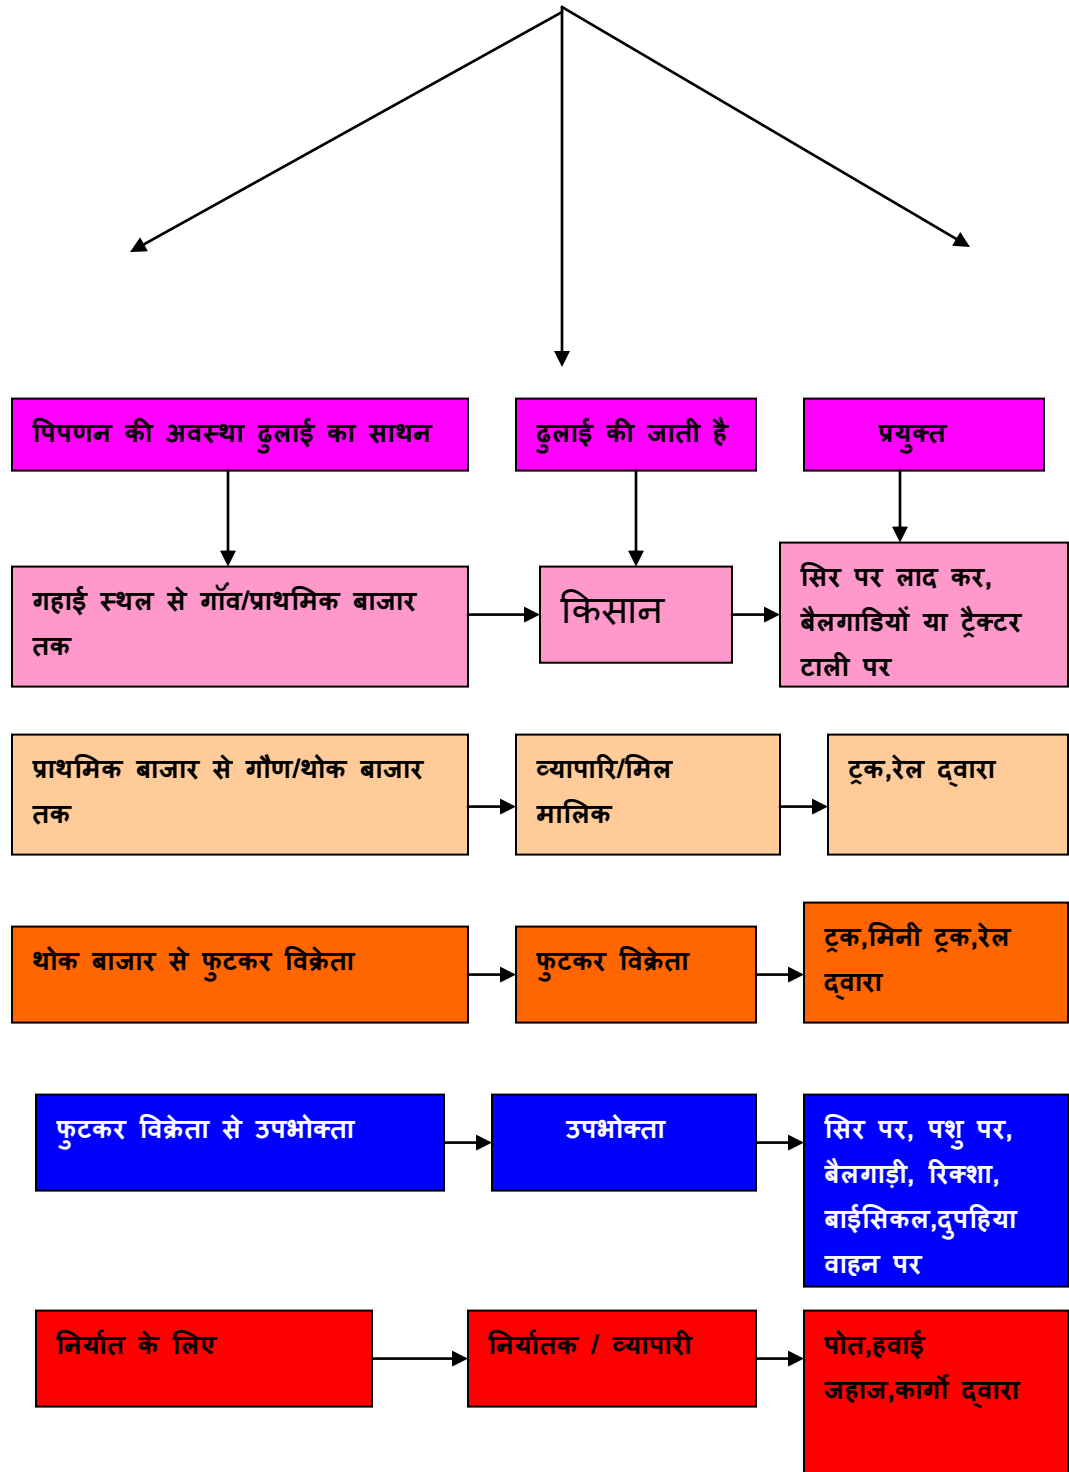 पिपणन की अवस्था ढुलाई का साथन
ढुलाई की जाती है
प्रयुक्त
गहाई स्थल से गॉव/प्राथमिक बाजार
तक
किसान
सिर पर लाद कर,
बैलगाडियों या ट्रैक्टर
टाली पर
प्राथमिक बाजार से गौण/थोक बाजार
तक
व्यापारि/मिल
मालिक
ट्रक,रेल द्वारा
थोक बाजार से फुटकर विक्रेता
फुटकर विक्रेता
ट्रक,मिनी ट्रक,रेल
द्वारा
फुटकर विक्रेता से उपभोक्ता
उपभोक्ता
सिर पर, पशु पर,
बैलगाड़ी, रिक्शा,
बाईसिकल,दुपहिया
वाहन पर
निर्यात के लिए
निर्यातक / व्यापारी
पोत,हवाई
जहाज,कार्गो द्वारा